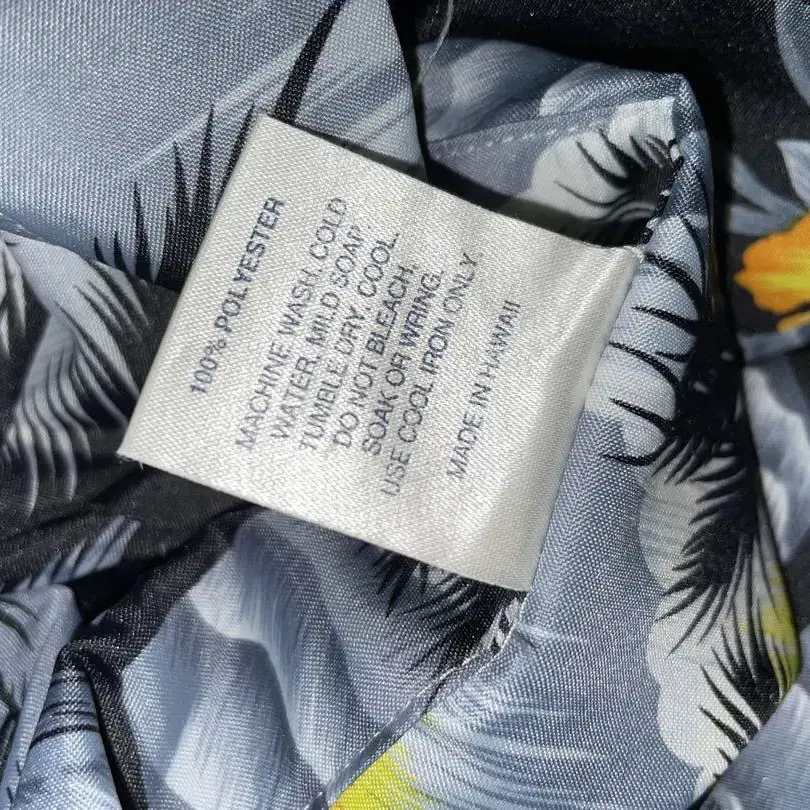 100% POLYESTER
MACHINE WASH, COLD
WATER, MILD SOAP,
TUMBLE DRY COOL.
DO NOT BLEACH,
SOAK OR WRING.
USE COOL IRON ONLY.
MADE IN HAWAII